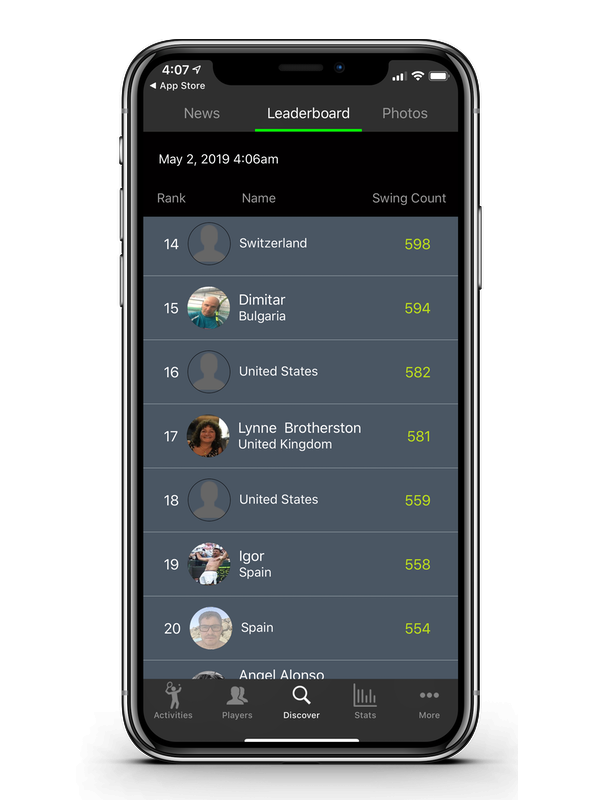 4:07
◀ App Store
News Leaderboard Photos
May 2, 2019 4:06am
Rank Name Swing Count
14 Switzerland 598
15 Dimitar 594
Bulgaria
16 United States 582
17 Lynne Brotherston 581
United Kingdom
18 United States 559
19 Igor 558
Spain
20 Spain 554
Angel Alonso
Activities Players Discover Stats More